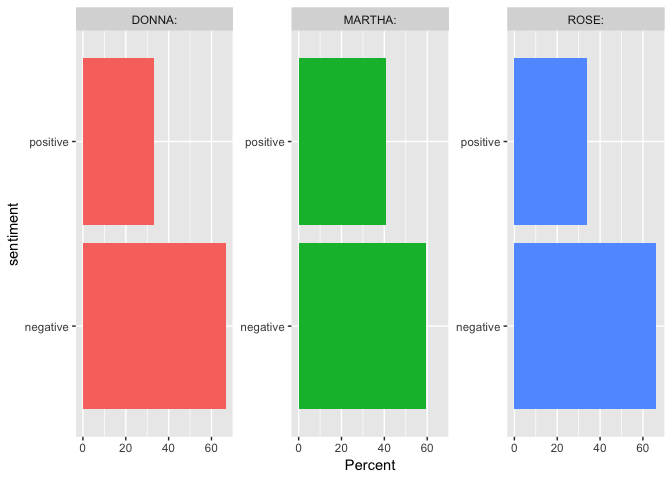 DONNA: MARTHA: ROSE:
positive positive positive
sentiment
negative negative negative
0 20 40 60 0 20 40 60 0 20 40 60
Percent